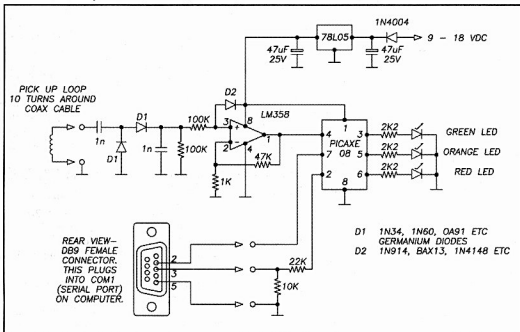 1N4004
78L05
9 - 18 VDC
47uF
25V
47uF
25V
PICK UP LOOP
10 TURNS AROUND
COAX CABLE
D2
LM358
D1
100K
3
8
1
2
4
1n
D1
1n
100K
47K
1K
1
4
PICAXE
08
7
2
8
3
5
6
2K2
2K2
2K2
GREEN LED
ORANGE LED
RED LED
REAR VIEW-
DB9 FEMALE
CONNECTOR.
THIS PLUGS
INTO COM1
(SERIAL PORT)
ON COMPUTER.
2
3
5
22K
10K
D1 1N34, 1N60, OA91 ETC
GERMANIUM DIODES
D2 1N914, BAX13, 1N4148 ETC